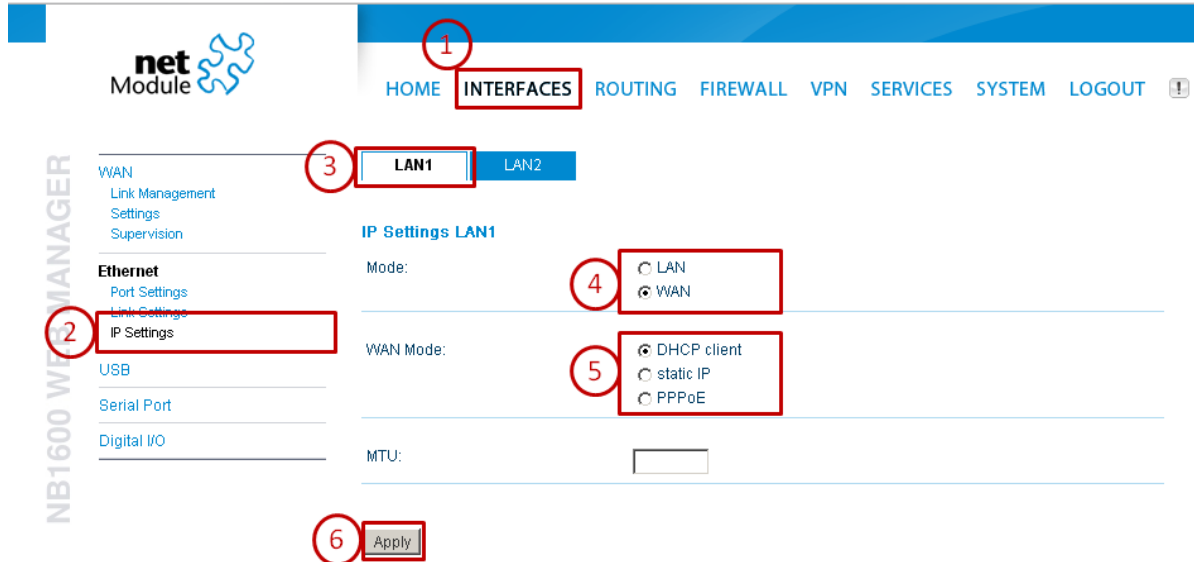 1
net
Module
HOME INTERFACES ROUTING FIREWALL VPN SERVICES SYSTEM LOGOUT !
NB1600 WEB MANAGER
WAN
Link Management
Settings
Supervision
Ethernet
Port Settings
Link Settings
2
IP Settings
USB
Serial Port
Digital I/O
3
LAN1 LAN2
IP Settings LAN1
Mode:
4
LAN
WAN
WAN Mode:
5
DHCP client
static IP
PPPoE
MTU:
6
Apply